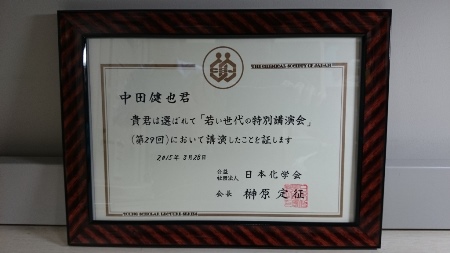 THE CHEMICAL SOCIETY OF JAPAN
中田健也君
貴君は選ばれて「若い世代の特別講演会」
(第29回)において講演したことを証します
2015年3月28日
公益
社団法人 日本化学会
会長 榊原定征
YOUNG SCHOLAR LECTURE SERIES